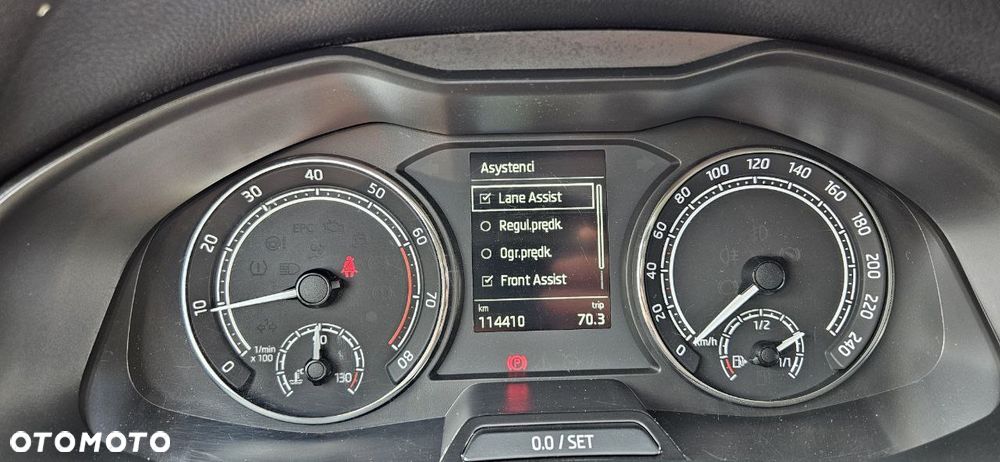 Asystenci
Lane Assist
Regul.prędk.
Ogr.prędk.
Front Assist
km trip
114410 70.3
0 10 20 30 40 50 60 70 80
1/min
x 100
EPC
130
0 20 40 60 80 100 120 140 160 180 200 220 240
km/h
1/2
1/1
P
0.0 / SET
OTOMOTO